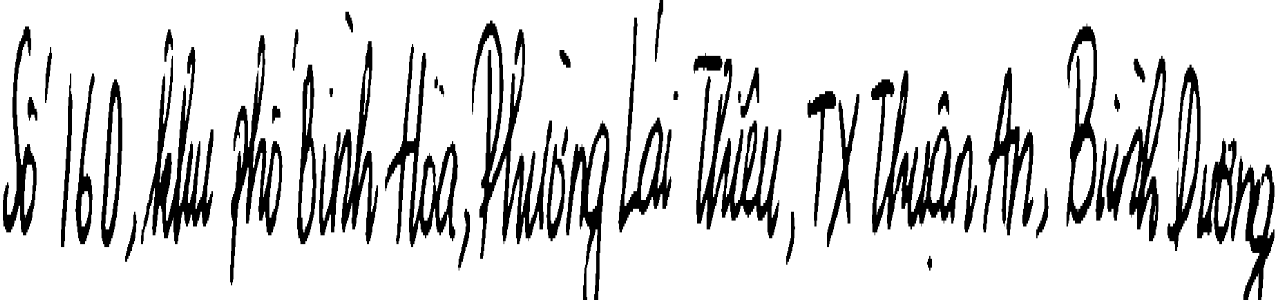 Số 160, khu phố Bình Hòa, Phường Lái Thiêu, TX Thuận An, Bình Dương